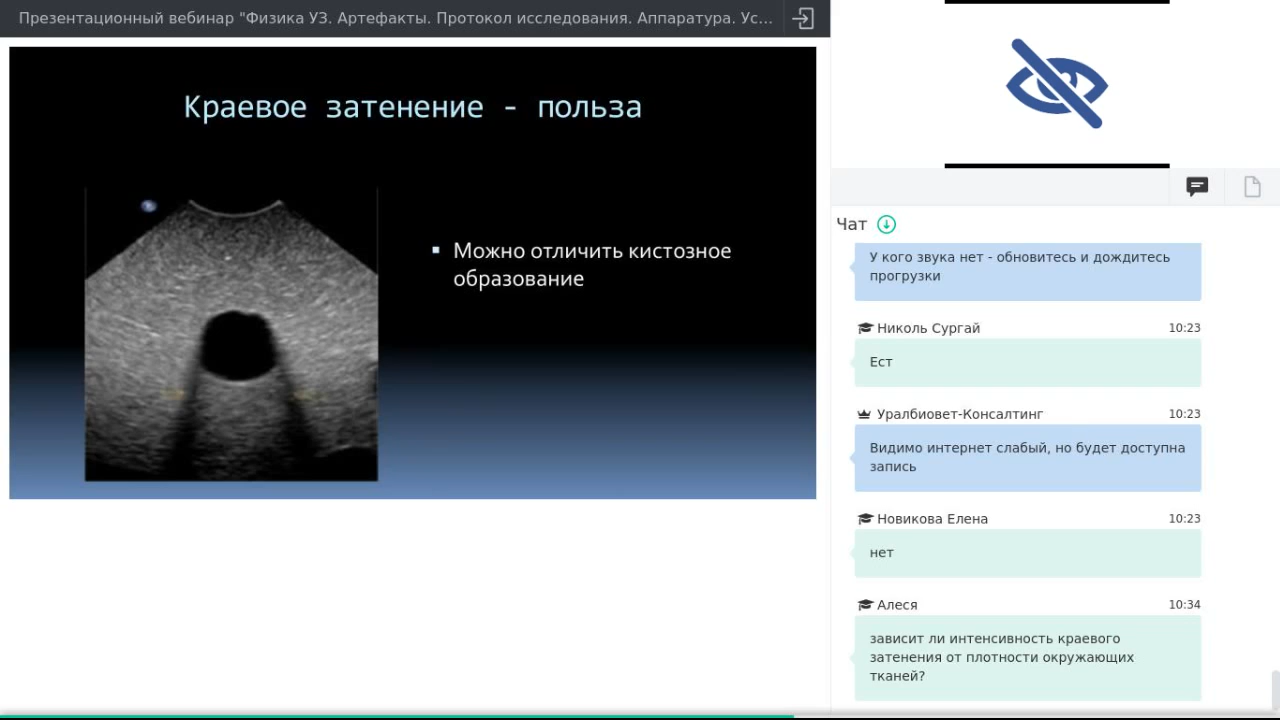 Презентационный вебинар "Физика УЗ. Артефакты. Протокол исследования. Аппаратура. Ус...
Краевое затенение - польза
Можно отличить кистозное
образование
Чат
У кого звука нет - обновитесь и дождитесь
прогрузки
Николь Сургай 10:23
Ест
Уралбиовет-Консалтинг 10:23
Видимо интернет слабый, но будет доступна
запись
Новикова Елена 10:23
нет
Алеся 10:34
зависит ли интенсивность краевого
затенения от плотности окружающих
тканей?